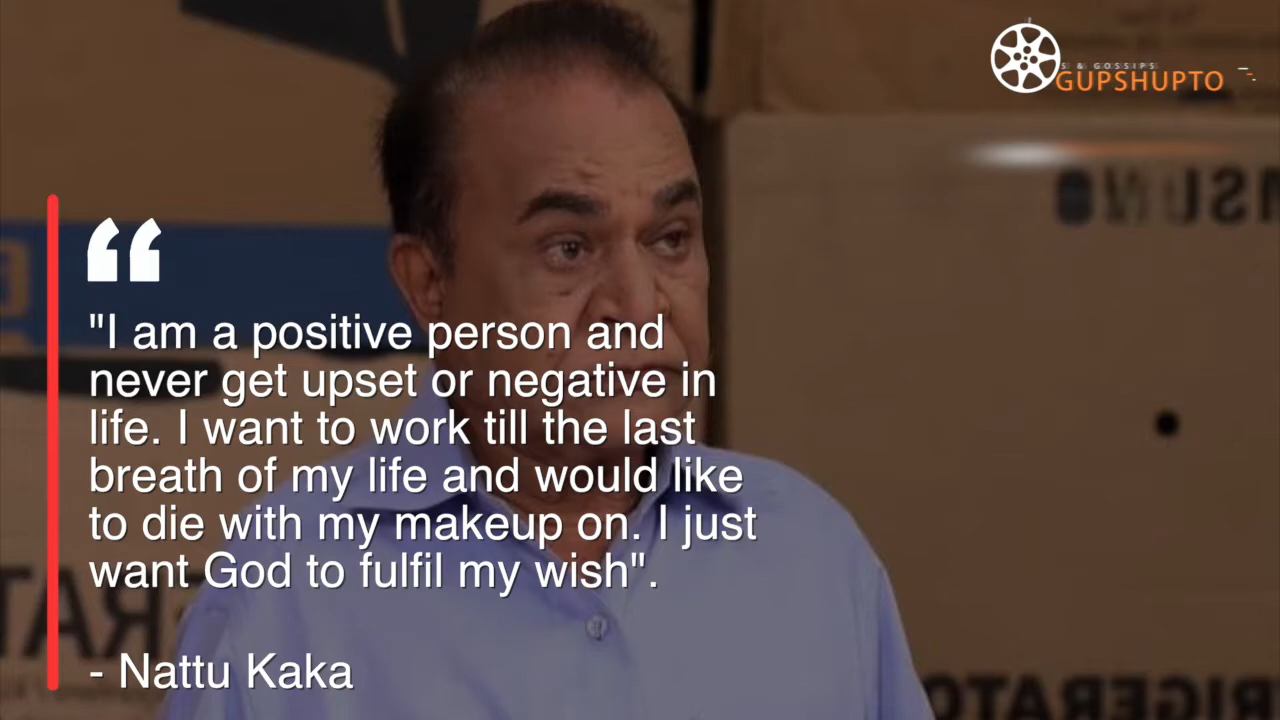 S & GOSSIPS
GUPSHUPTO
"I am a positive person and
never get upset or negative in
life. I want to work till the last
breath of my life and would like
to die with my makeup on. I just
want God to fulfil my wish".
- Nattu Kaka